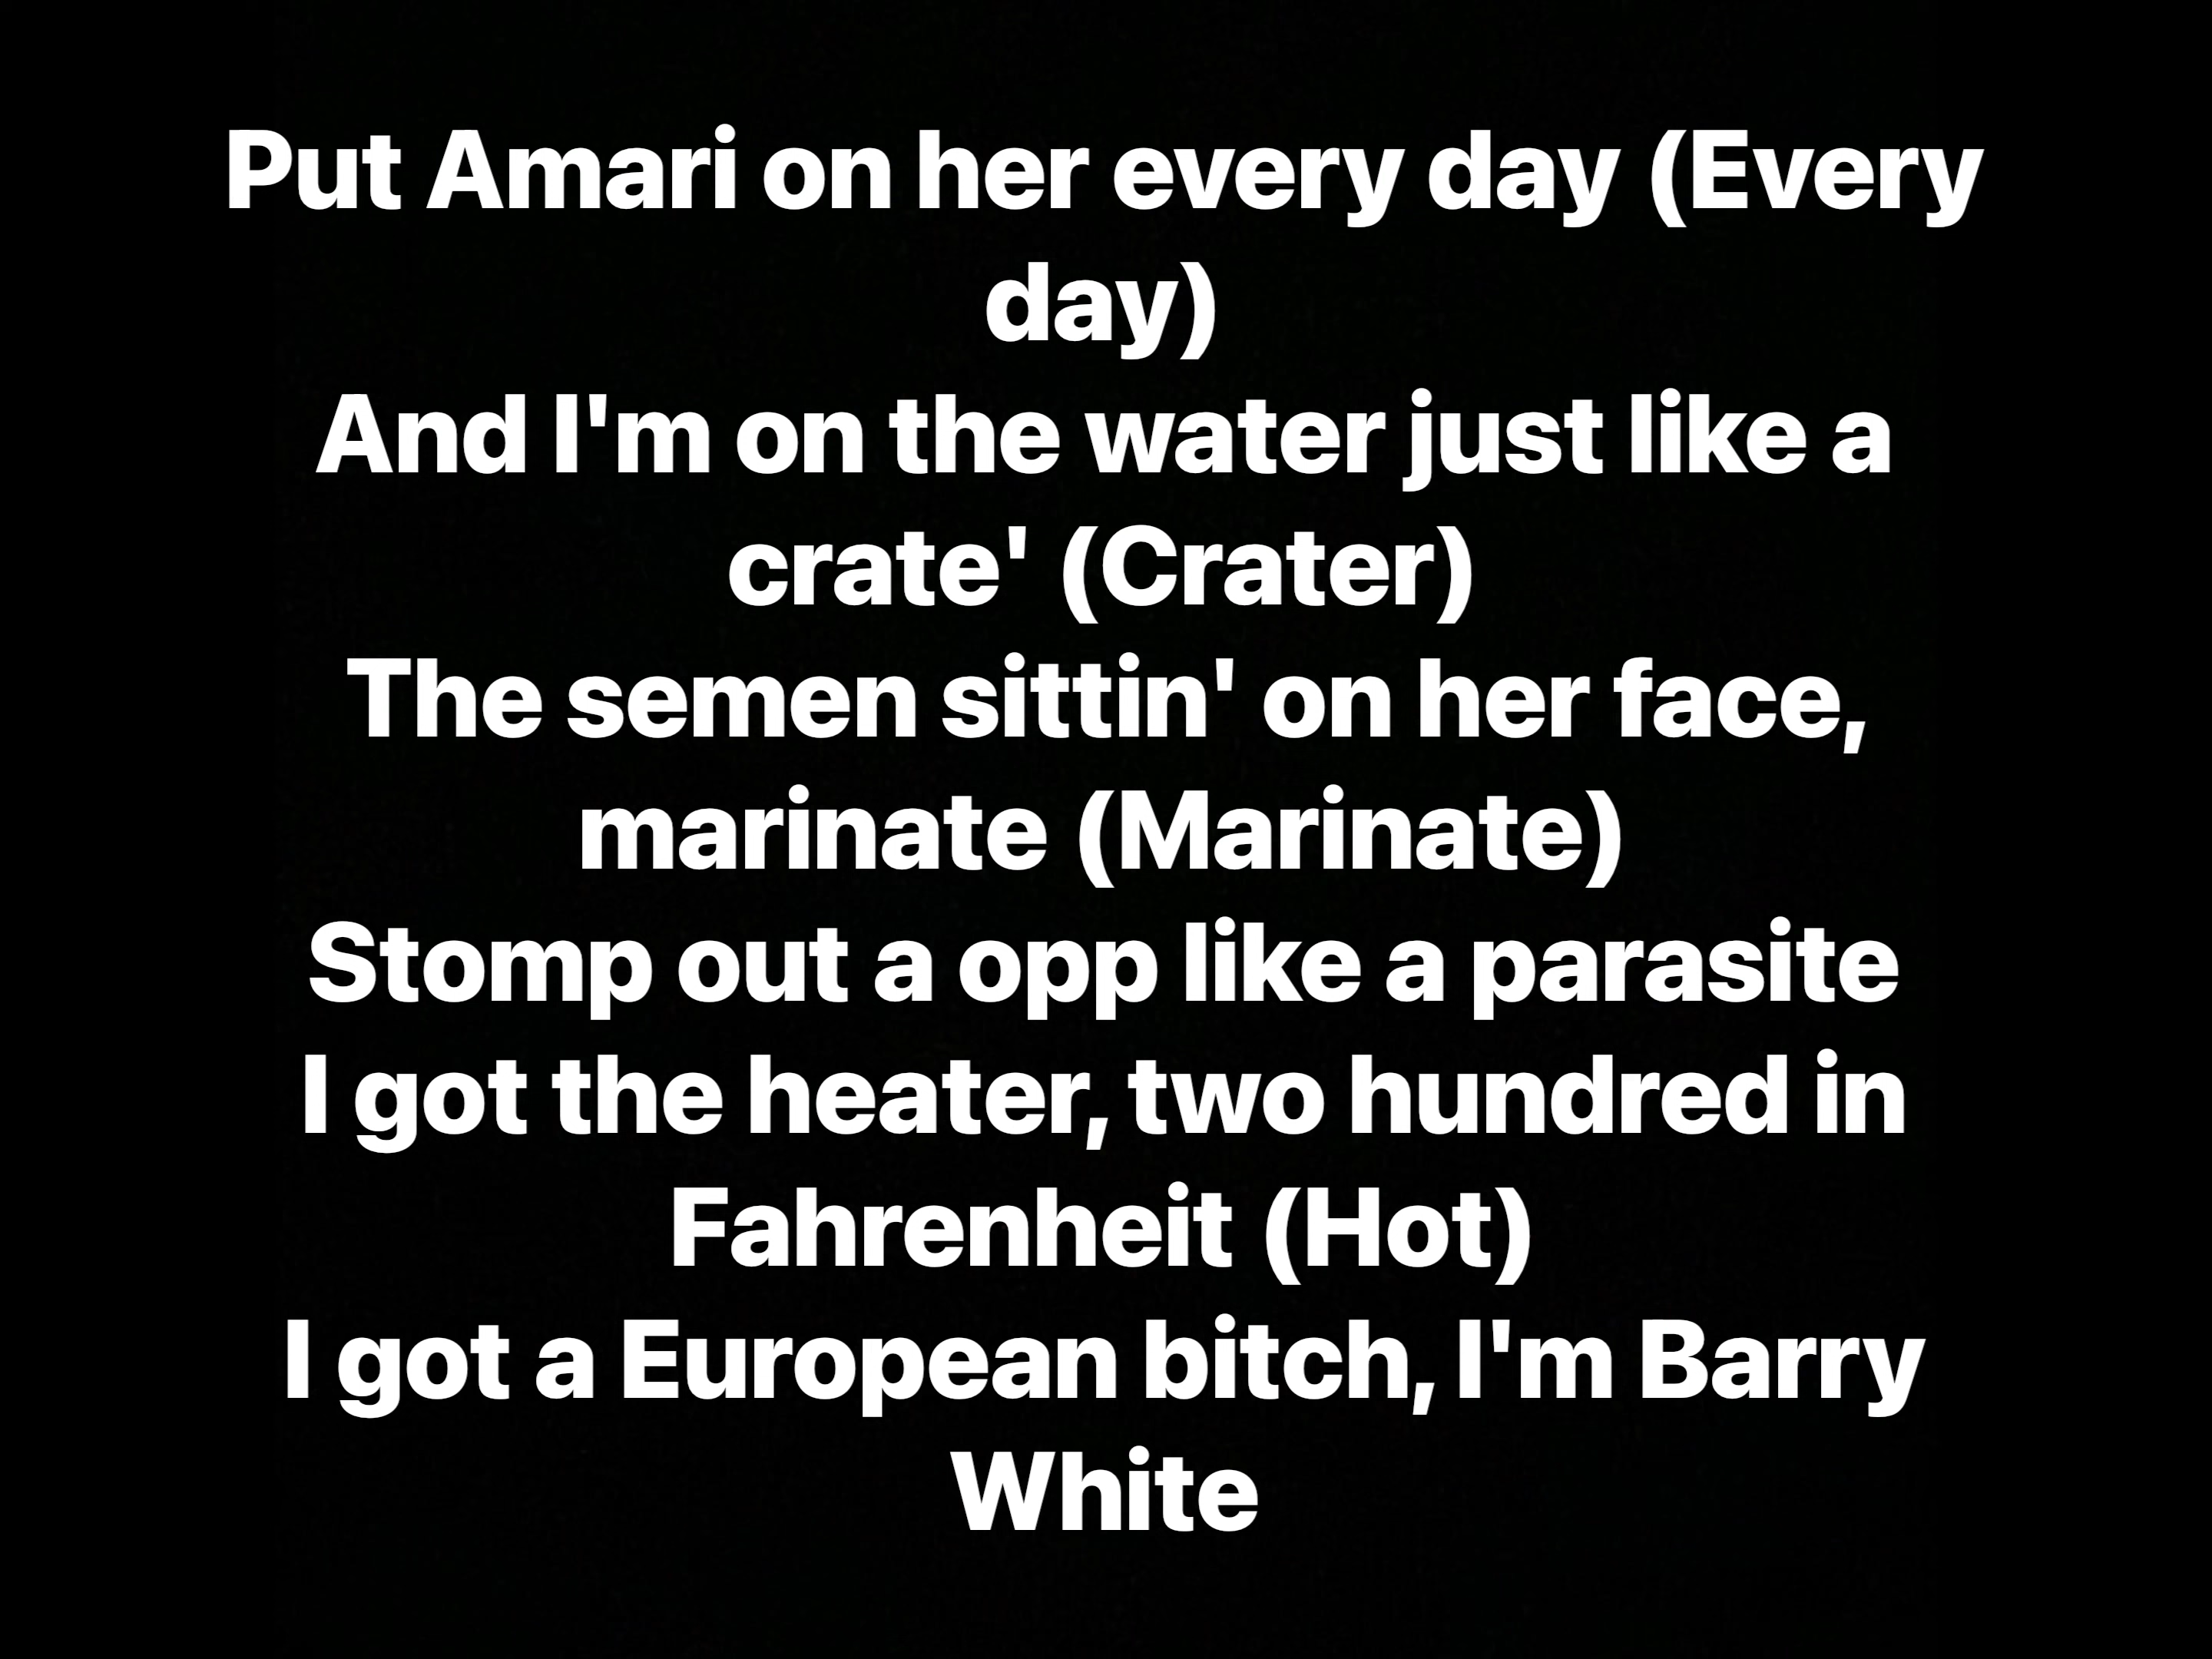 Put Amari on her every day (Every
day)
And I'm on the water just like a
crate' (Crater)
The semen sittin' on her face,
marinate (Marinate)
Stomp out a opp like a parasite
I got the heater, two hundred in
Fahrenheit (Hot)
I got a European bitch, I'm Barry
White